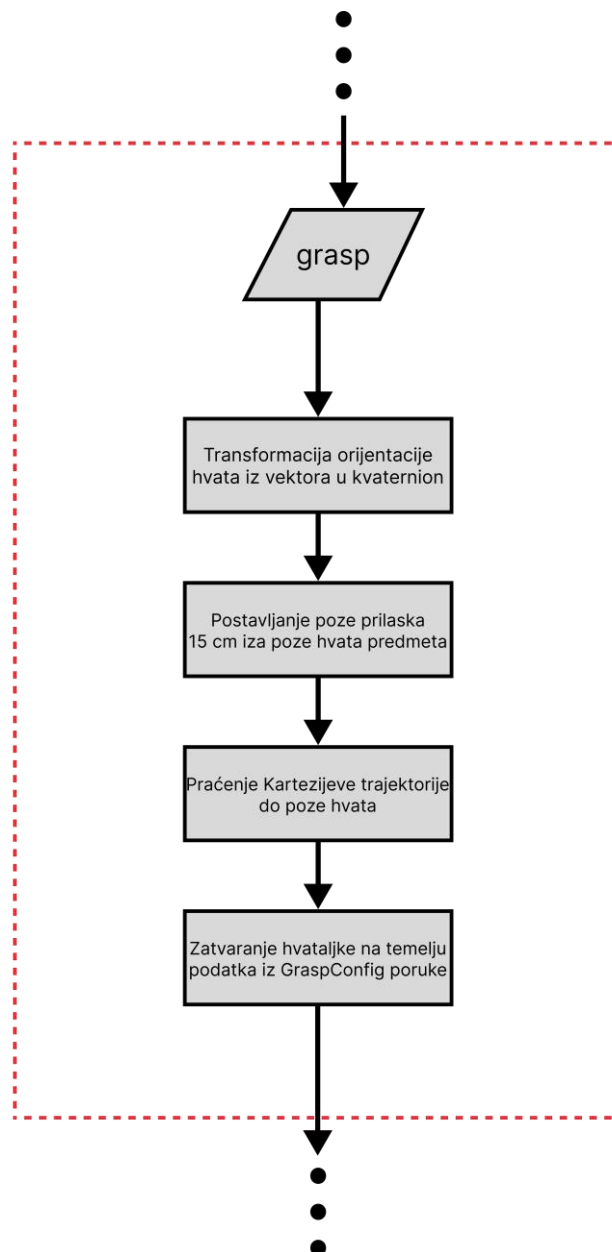 grasp
Transformacija orijentacije
hvata iz vektora u kvaternion
Postavljanje poze prilaska
15 cm iza poze hvata predmeta
Praćenje Kartezijeve trajektorije
do poze hvata
Zatvaranje hvataljke na temelju
podatka iz GraspConfig poruke